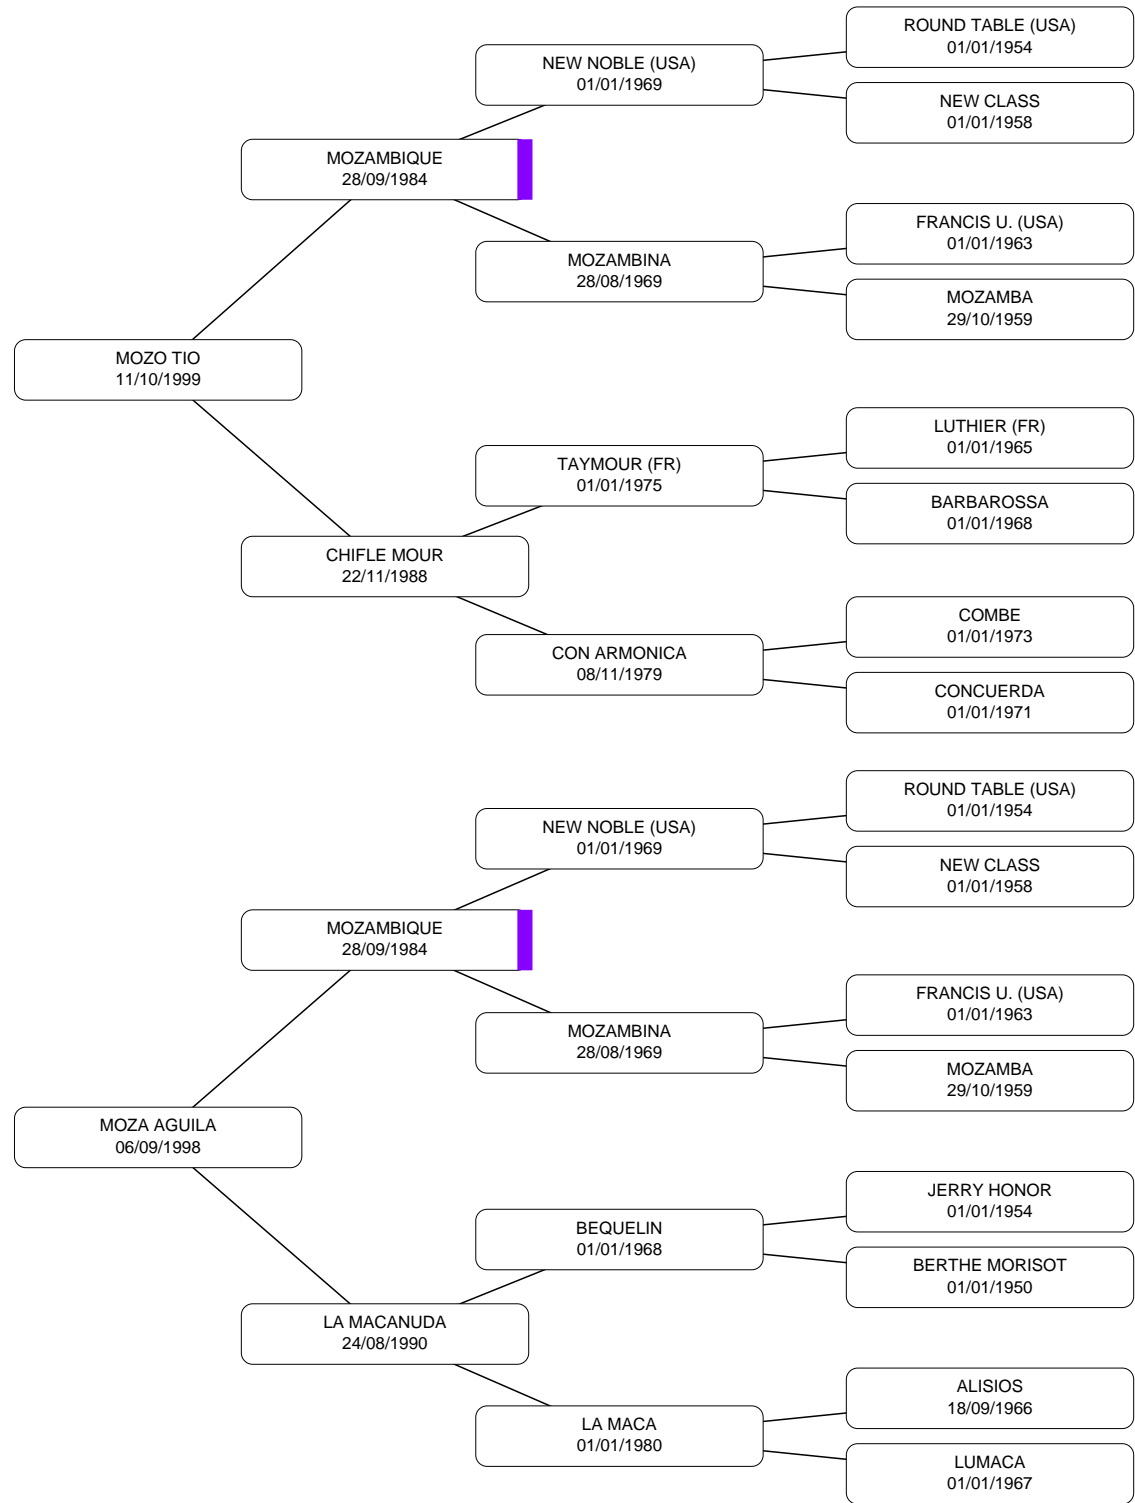 ROUND TABLE (USA)
01/01/1954
NEW NOBLE (USA)
01/01/1969
NEW CLASS
01/01/1958
MOZAMBIQUE
28/09/1984
FRANCIS U. (USA)
01/01/1963
MOZAMBINA
28/08/1969
MOZAMBA
29/10/1959
MOZO TIO
11/10/1999
LUTHIER (FR)
01/01/1965
TAYMOUR (FR)
01/01/1975
BARBAROSSA
01/01/1968
CHIFLE MOUR
22/11/1988
COMBE
01/01/1973
CON ARMONICA
08/11/1979
CONCUERDA
01/01/1971
ROUND TABLE (USA)
01/01/1954
NEW NOBLE (USA)
01/01/1969
NEW CLASS
01/01/1958
MOZAMBIQUE
28/09/1984
FRANCIS U. (USA)
01/01/1963
MOZAMBINA
28/08/1969
MOZAMBA
29/10/1959
MOZA AGUILA
06/09/1998
JERRY HONOR
01/01/1954
BEQUELIN
01/01/1968
BERTHE MORISOT
01/01/1950
LA MACANUDA
24/08/1990
ALISIOS
18/09/1966
LA MACA
01/01/1980
LUMACA
01/01/1967